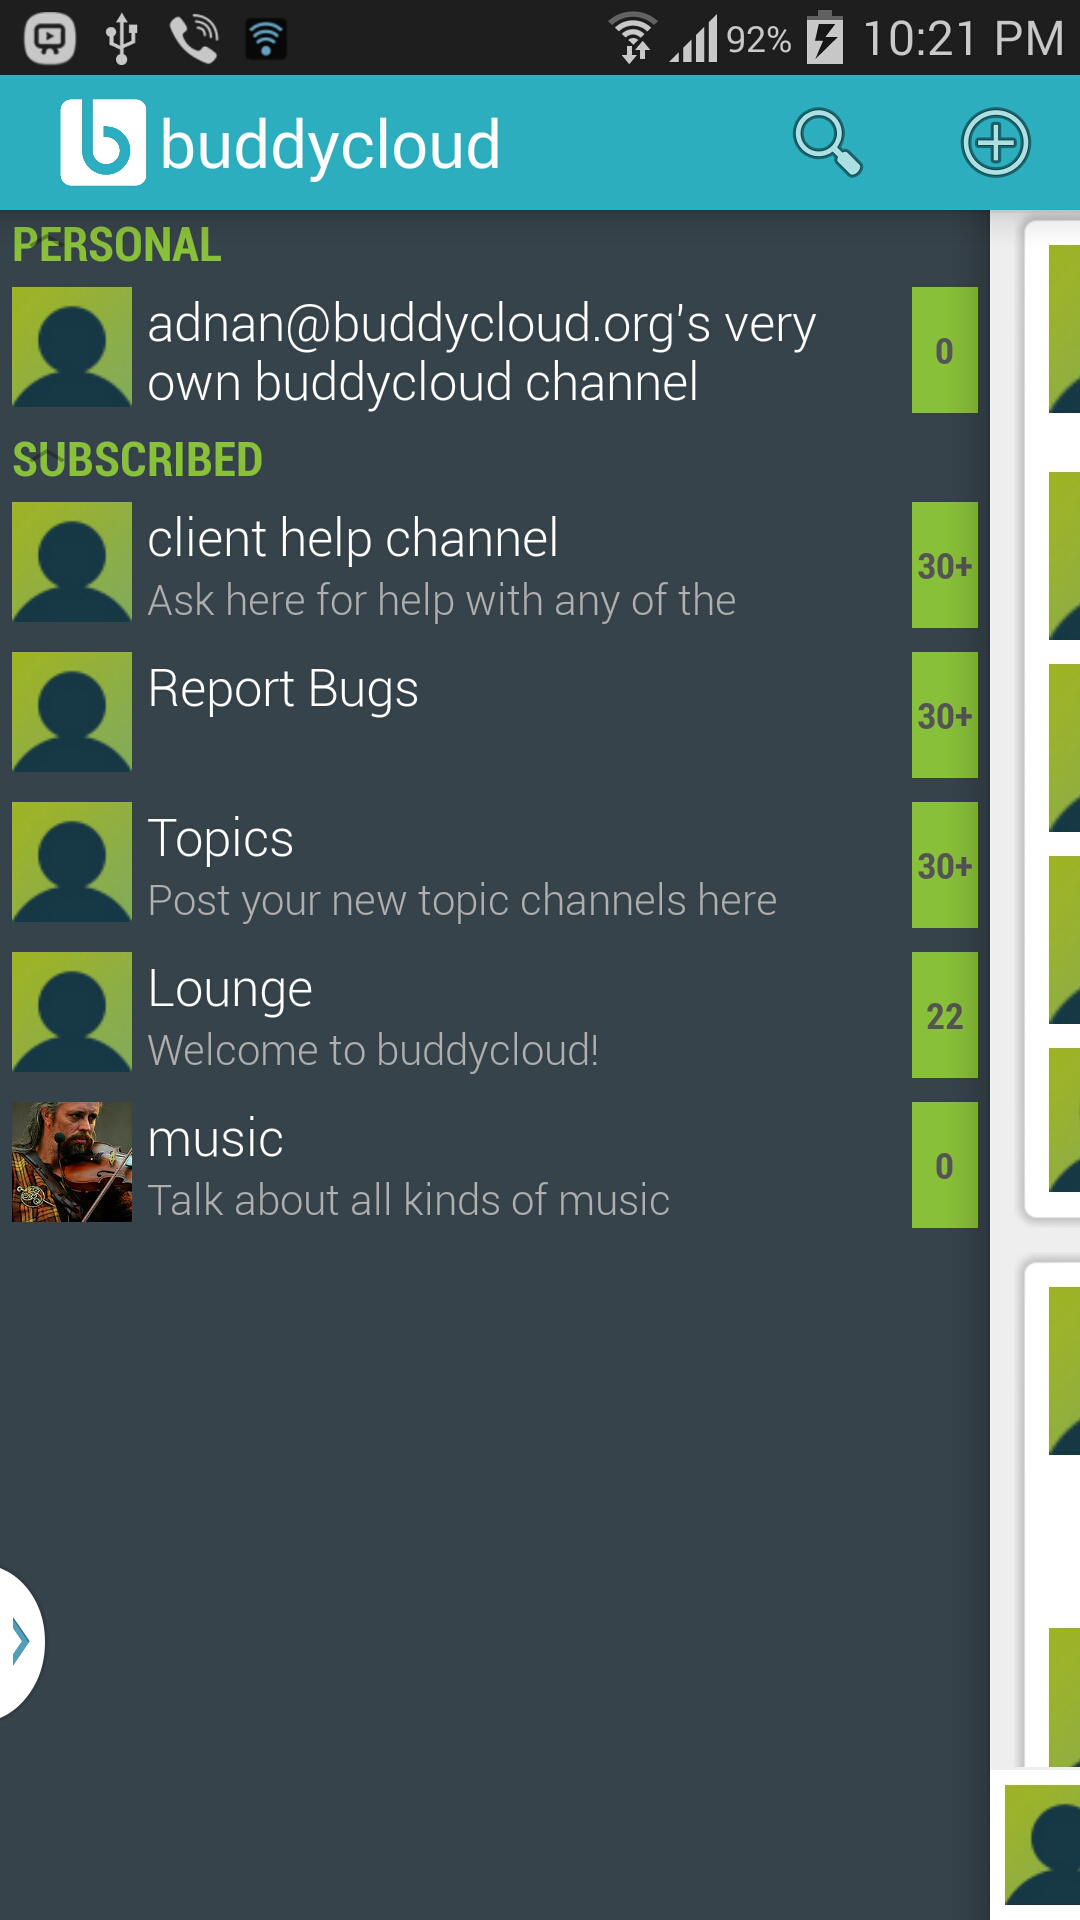 92% 10:21 PM
buddycloud
PERSONAL
adnan@buddycloud.org's very
own buddycloud channel
0
SUBSCRIBED
client help channel
Ask here for help with any of the
30+
Report Bugs
30+
Topics
Post your new topic channels here
30+
Lounge
Welcome to buddycloud!
22
music
Talk about all kinds of music
0